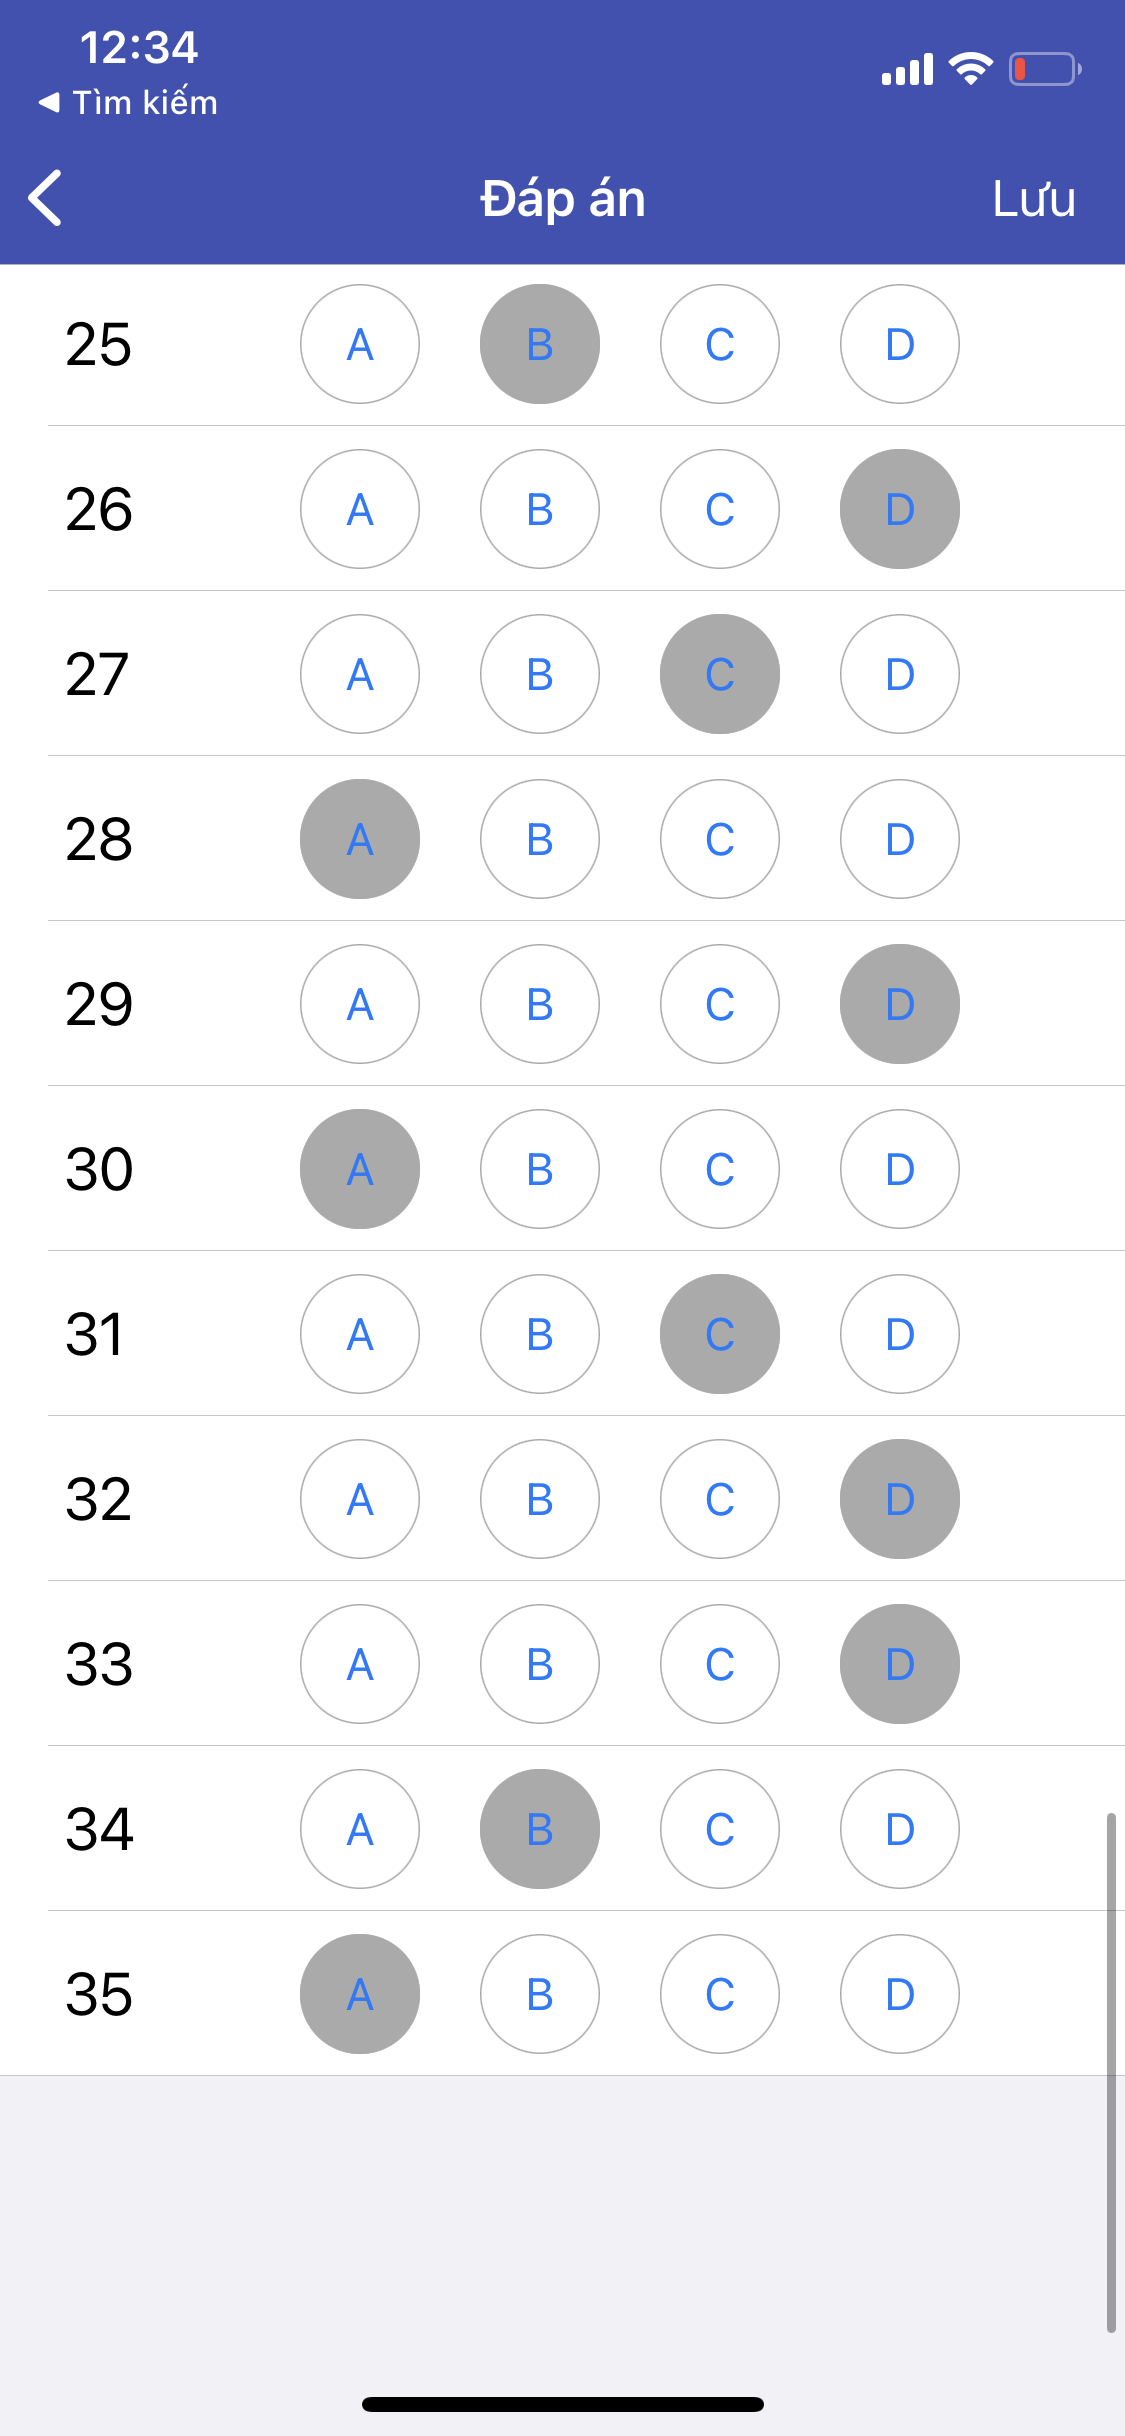 12:34
Tìm kiếm
Đáp án Lưu
25 A B C D
26 A B C D
27 A B C D
28 A B C D
29 A B C D
30 A B C D
31 A B C D
32 A B C D
33 A B C D
34 A B C D
35 A B C D